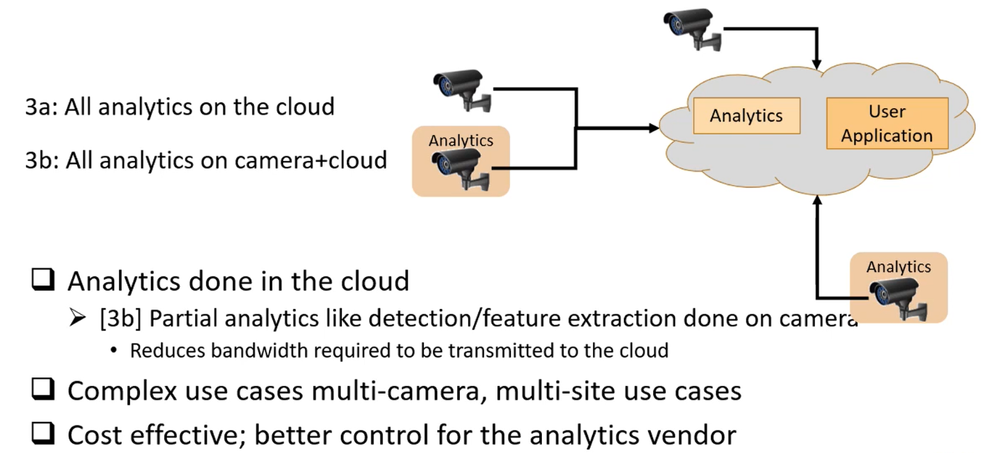 3a: All analytics on the cloud
3b: All analytics on camera+cloud
Analytics
Analytics
User
Application
Analytics
Analytics done in the cloud
[3b] Partial analytics like detection/feature extraction done on camera
Reduces bandwidth required to be transmitted to the cloud
Complex use cases multi-camera, multi-site use cases
Cost effective; better control for the analytics vendor